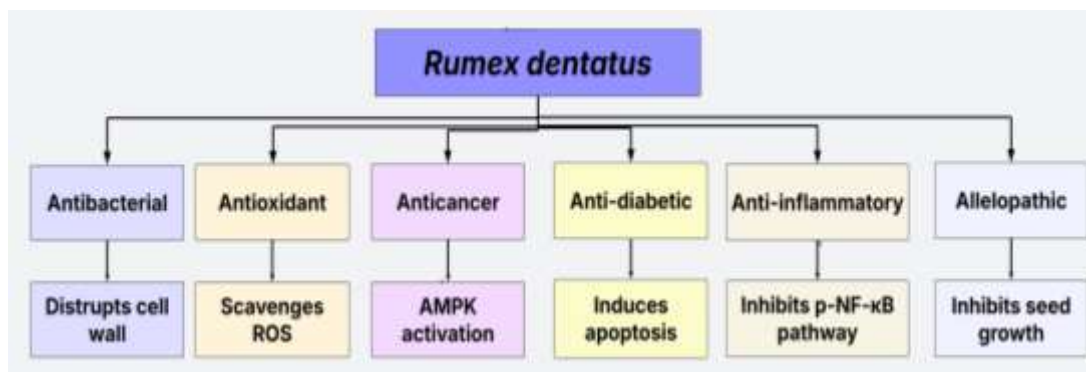 Rumex dentatus
Antibacterial
Antioxidant
Anticancer
Anti-diabetic
Anti-inflammatory
Allelopathic
Distrupts cell
wall
Scavenges
ROS
AMPK
activation
Induces
apoptosis
Inhibits p-NF-κB
pathway
Inhibits seed
growth